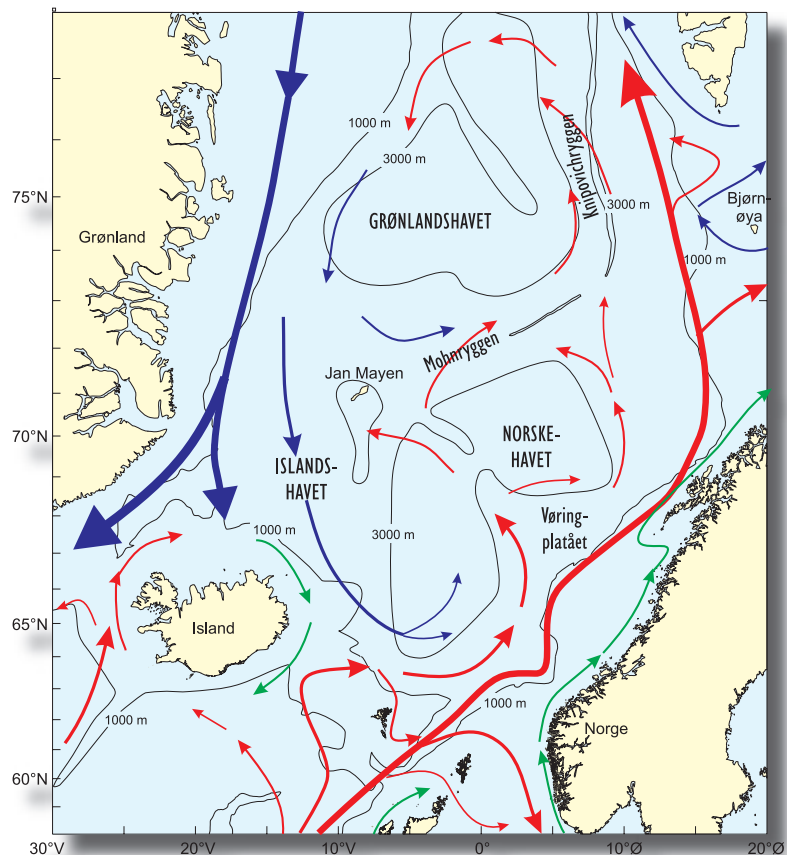 1000 m
3000 m
Knipovichryggen
75°N
GRØNLANDSHAVET
3000 m
Bjørn-
øya
Grønland
1000 m
Mohnryggen
Jan Mayen
70°N
NORSKE-
HAVET
ISLANDS-
HAVET
1000 m
3000 m
Vøring-
platået
65°N
Island
1000 m
1000 m
Norge
60°N
30°V
20°V
10°V
0°
10°Ø
20°Ø